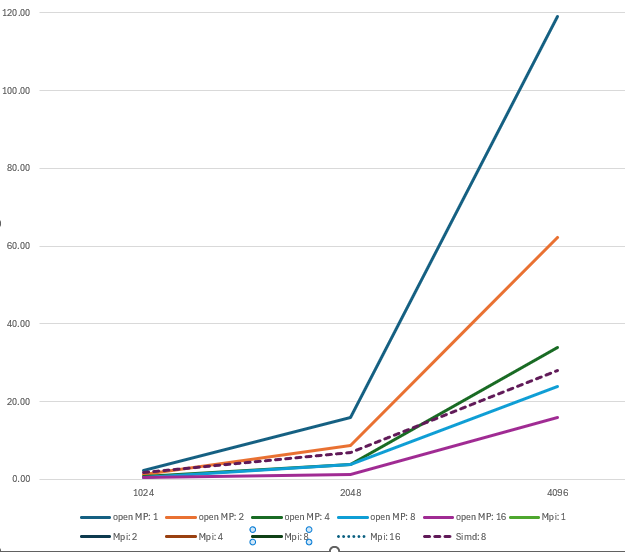 120.00
100.00
80.00
60.00
40.00
20.00
0.00
1024 2048 4096
open MP: 1 open MP: 2 open MP: 4 open MP: 8 open MP: 16 Mpi: 1
Mpi: 2 Mpi: 4 Mpi: 8 Mpi: 16 Simd: 8